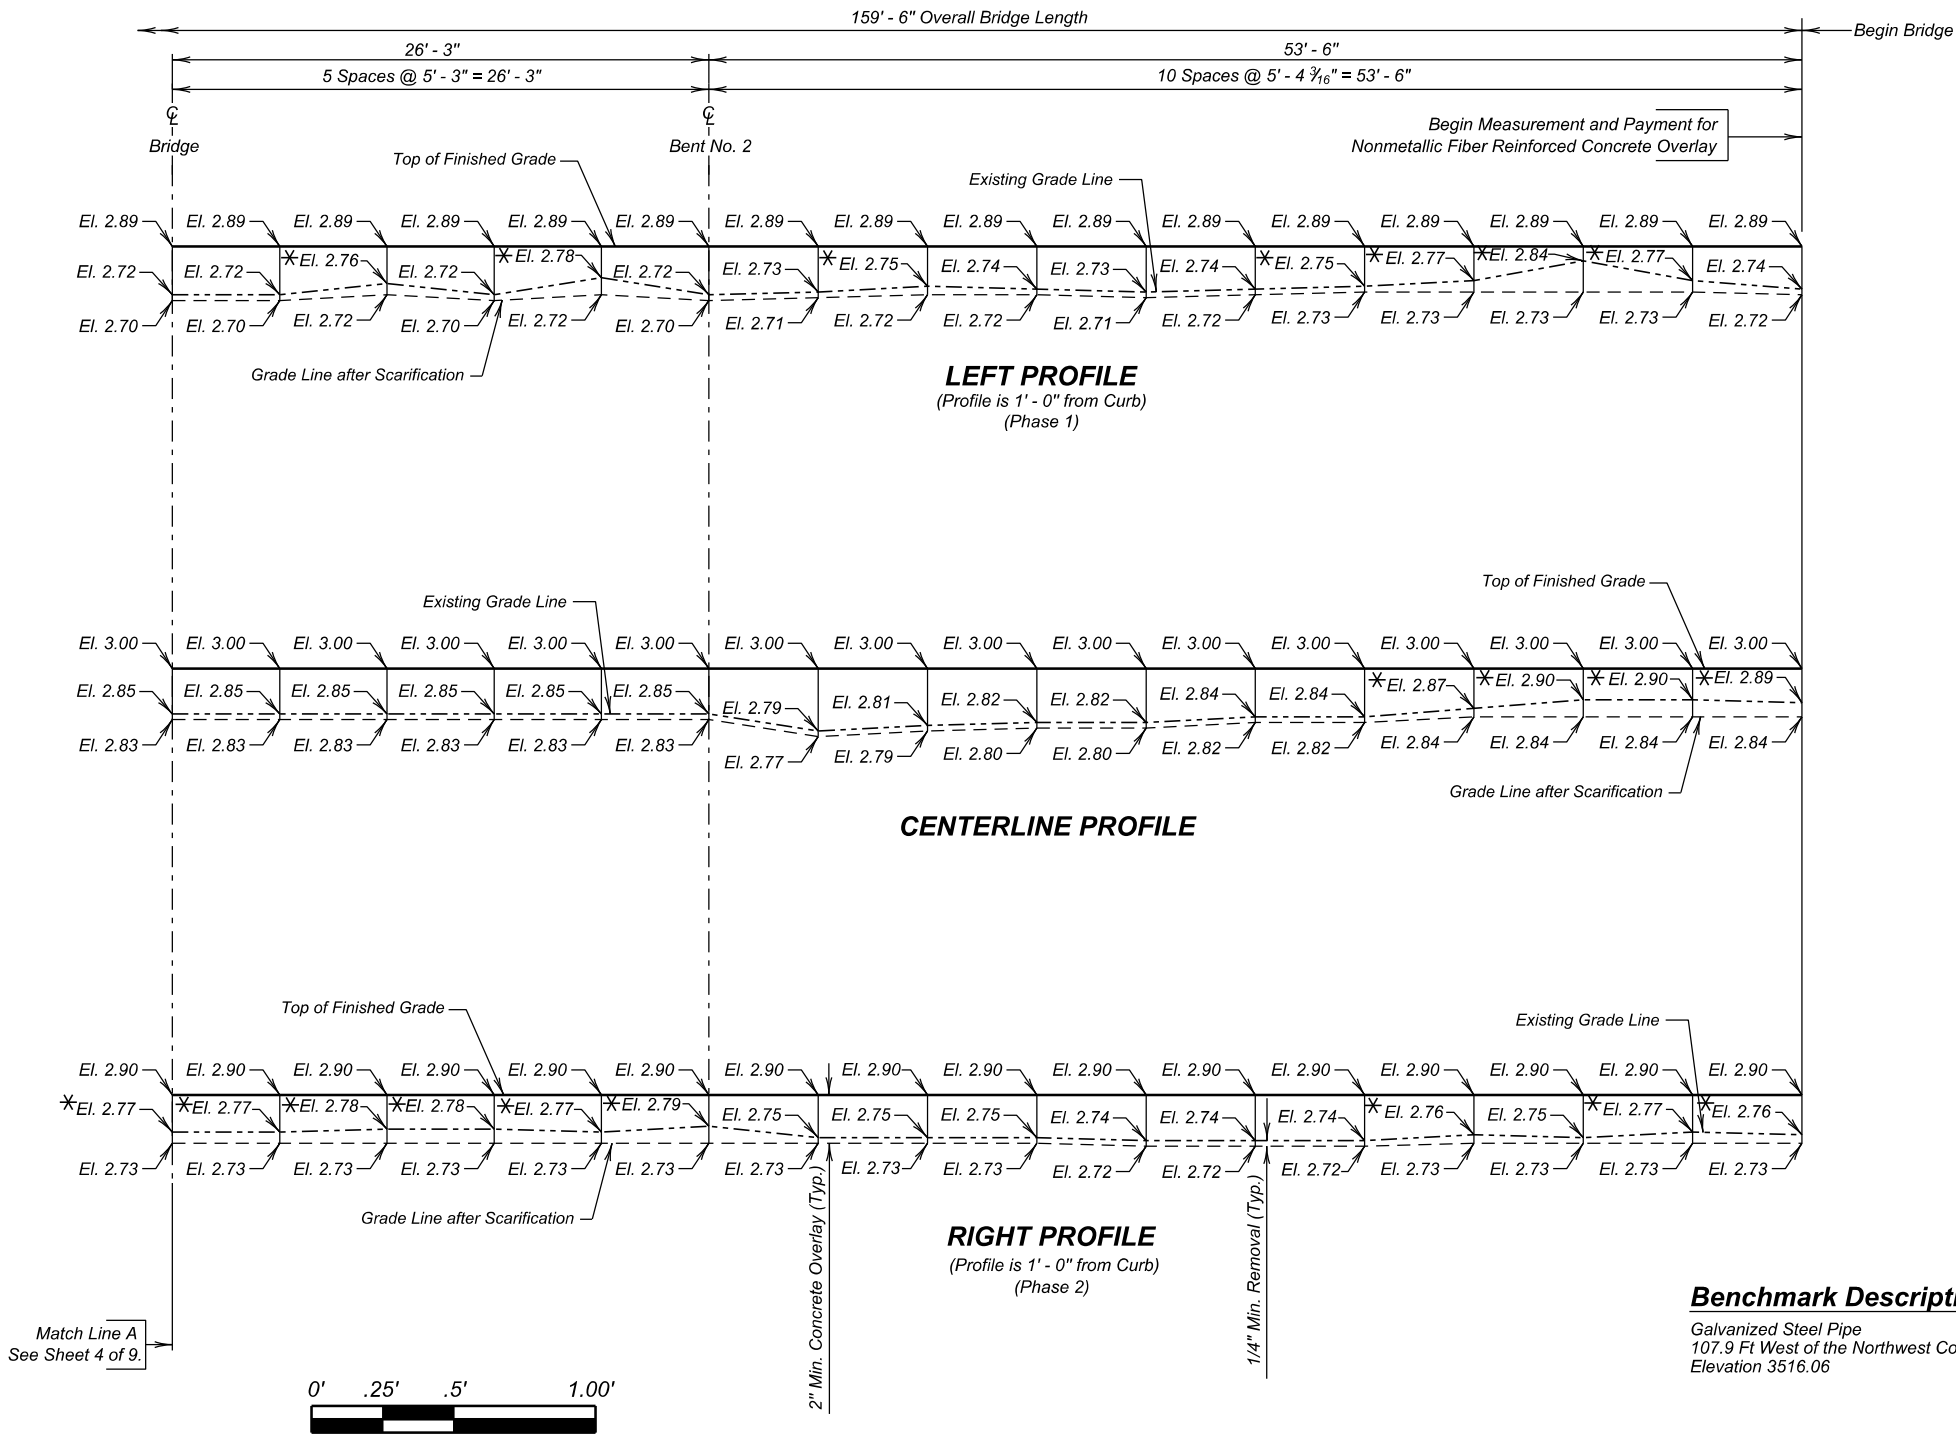 159' - 6" Overall Bridge Length
Begin Bridge
26' - 3"
53' - 6"
5 Spaces @ 5' - 3" = 26' - 3"
10 Spaces @ 5' - 4 3/16" = 53' - 6"
℄
Bridge
℄
Bent No. 2
Begin Measurement and Payment for
Nonmetallic Fiber Reinforced Concrete Overlay
Top of Finished Grade
Existing Grade Line
El. 2.89 El. 2.89 El. 2.89 El. 2.89 El. 2.89 El. 2.89 El. 2.89 El. 2.89 El. 2.89 El. 2.89 El. 2.89 El. 2.89 El. 2.89 El. 2.89 El. 2.89 El. 2.89
El. 2.72 El. 2.72 *El. 2.76 El. 2.72 *El. 2.78 El. 2.72 El. 2.73 *El. 2.75 El. 2.74 El. 2.73 El. 2.74 *El. 2.75 *El. 2.77 *El. 2.84 *El. 2.77 El. 2.74
El. 2.70 El. 2.70 El. 2.72 El. 2.70 El. 2.72 El. 2.70 El. 2.71 El. 2.72 El. 2.72 El. 2.71 El. 2.72 El. 2.73 El. 2.73 El. 2.73 El. 2.73 El. 2.72
Grade Line after Scarification
LEFT PROFILE
(Profile is 1' - 0" from Curb)
(Phase 1)
Existing Grade Line
Top of Finished Grade
El. 3.00 El. 3.00 El. 3.00 El. 3.00 El. 3.00 El. 3.00 El. 3.00 El. 3.00 El. 3.00 El. 3.00 El. 3.00 El. 3.00 El. 3.00 El. 3.00 El. 3.00 El. 3.00
El. 2.85 El. 2.85 El. 2.85 El. 2.85 El. 2.85 El. 2.85 El. 2.79 El. 2.81 El. 2.82 El. 2.82 El. 2.84 El. 2.84 *El. 2.87 *El. 2.90 *El. 2.90 *El. 2.89
El. 2.83 El. 2.83 El. 2.83 El. 2.83 El. 2.83 El. 2.83 El. 2.77 El. 2.79 El. 2.80 El. 2.80 El. 2.82 El. 2.82 El. 2.84 El. 2.84 El. 2.84 El. 2.84
Grade Line after Scarification
CENTERLINE PROFILE
Top of Finished Grade
Existing Grade Line
El. 2.90 El. 2.90 El. 2.90 El. 2.90 El. 2.90 El. 2.90 El. 2.90 El. 2.90 El. 2.90 El. 2.90 El. 2.90 El. 2.90 El. 2.90 El. 2.90 El. 2.90 El. 2.90
*El. 2.77 *El. 2.77 *El. 2.78 *El. 2.78 *El. 2.77 *El. 2.79 El. 2.75 El. 2.75 El. 2.75 El. 2.74 El. 2.74 El. 2.74 *El. 2.76 El. 2.75 *El. 2.77 *El. 2.76
El. 2.73 El. 2.73 El. 2.73 El. 2.73 El. 2.73 El. 2.73 El. 2.73 El. 2.73 El. 2.73 El. 2.72 El. 2.72 El. 2.72 El. 2.73 El. 2.73 El. 2.73 El. 2.73
Grade Line after Scarification
2" Min. Concrete Overlay (Typ.)
1/4" Min. Removal (Typ.)
RIGHT PROFILE
(Profile is 1' - 0" from Curb)
(Phase 2)
Match Line A
See Sheet 4 of 9.
0' .25' .5' 1.00'
Benchmark Descripti
Galvanized Steel Pipe
107.9 Ft West of the Northwest Co
Elevation 3516.06